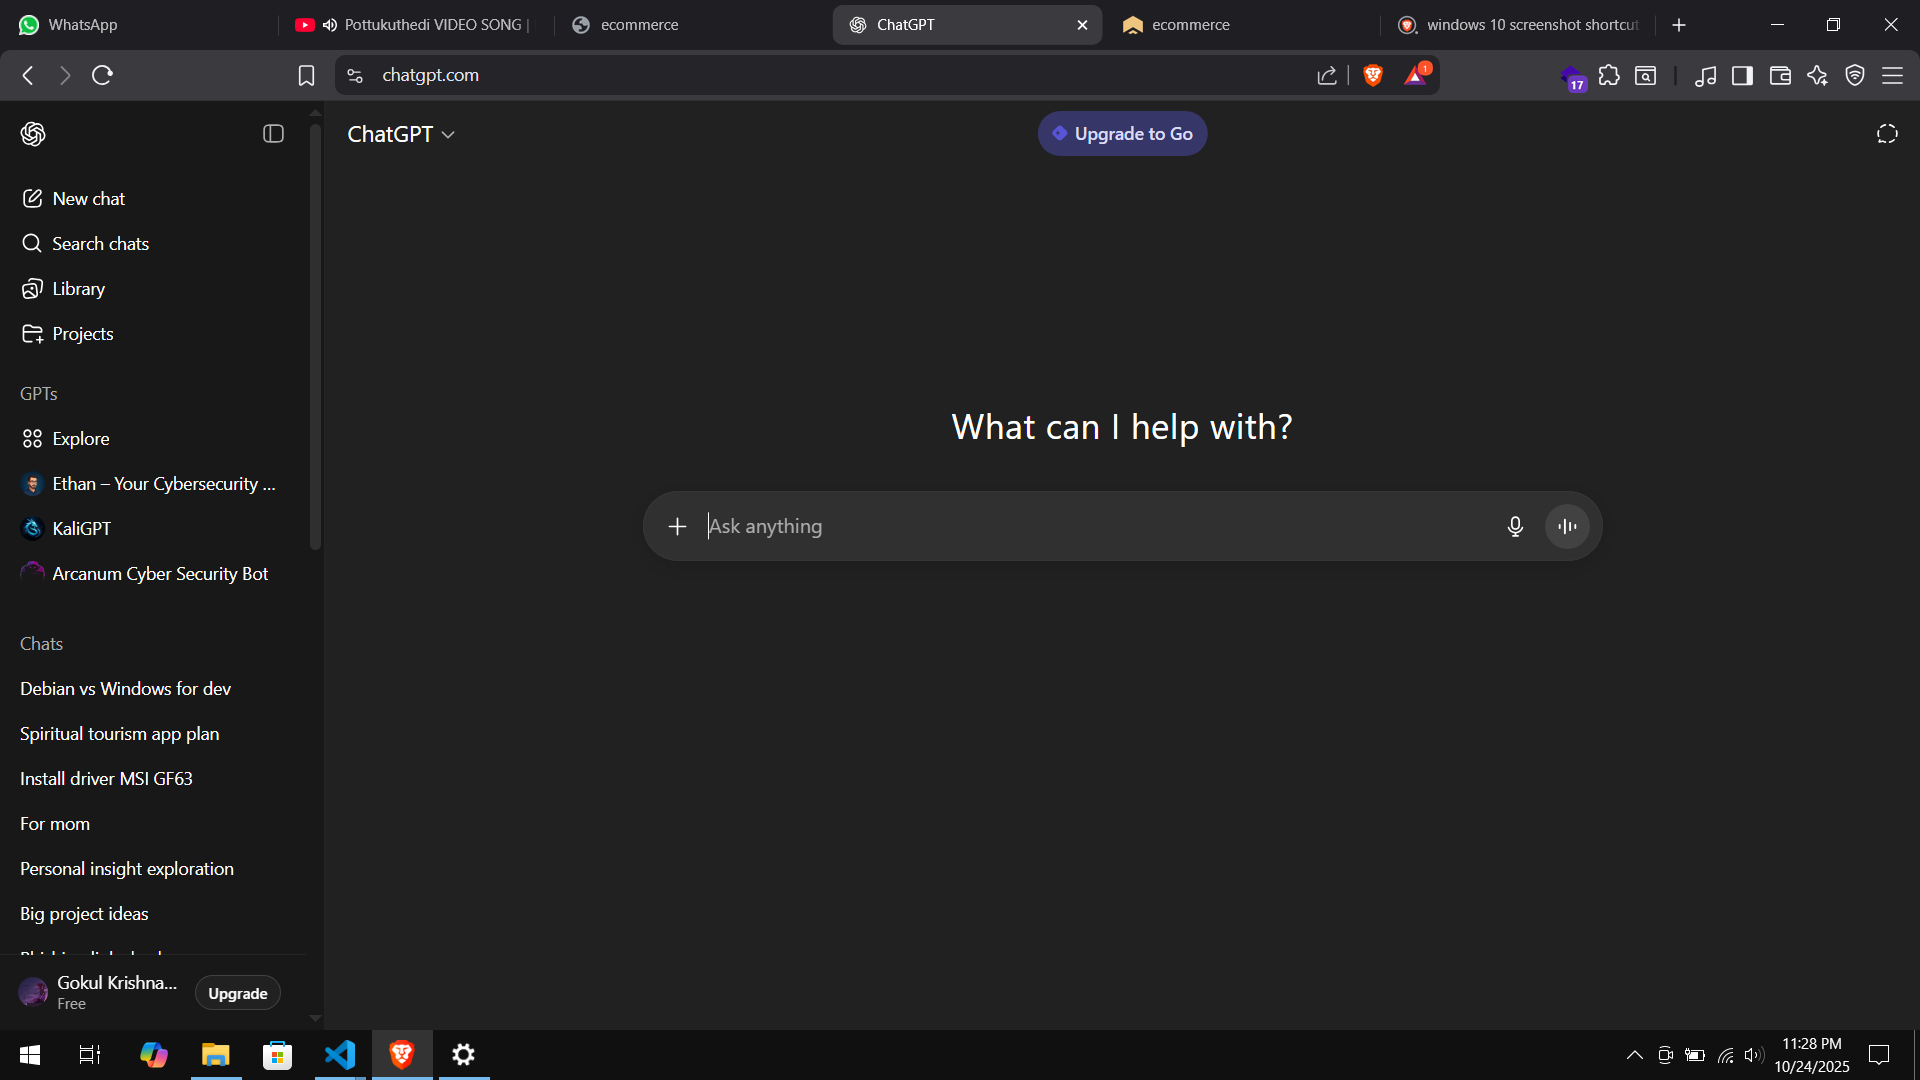 WhatsApp
Pottukuthedi VIDEO SONG |
ecommerce
ChatGPT
ecommerce
windows 10 screenshot shortcut
chatgpt.com
1
17
ChatGPT
Upgrade to Go
New chat
Search chats
Library
Projects
GPTs
Explore
Ethan – Your Cybersecurity ...
KaliGPT
Arcanum Cyber Security Bot
Chats
Debian vs Windows for dev
Spiritual tourism app plan
Install driver MSI GF63
For mom
Personal insight exploration
Big project ideas
Gokul Krishna...
Free
Upgrade
What can I help with?
Ask anything
11:28 PM
10/24/2025